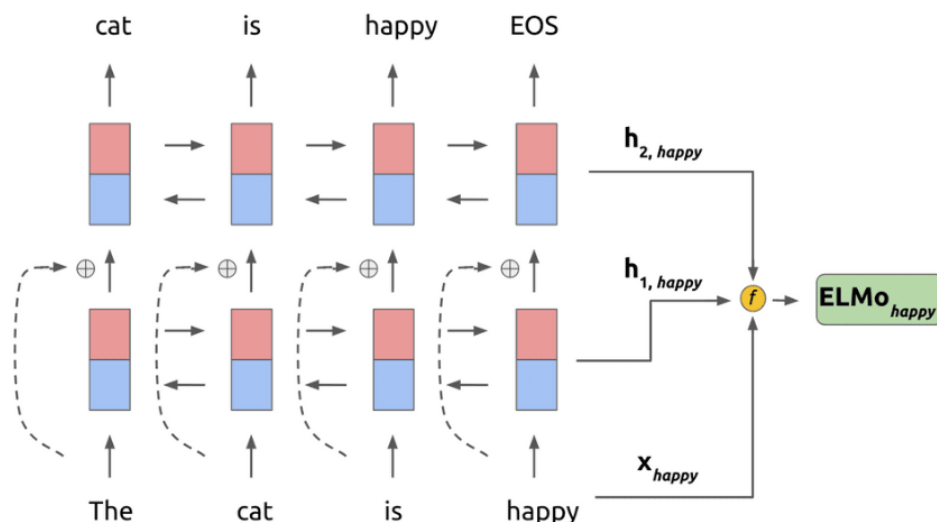 cat is happy EOS
h2, happy
h1, happy
f
ELMohappy
xhappy
The cat is happy